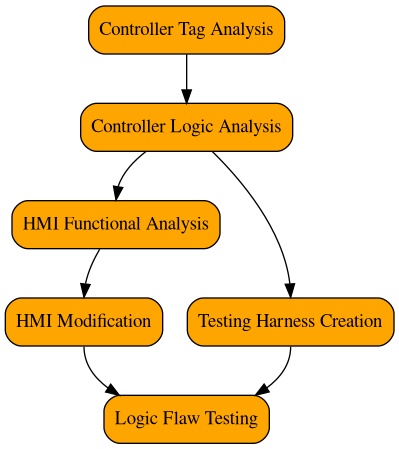 Controller Tag Analysis
Controller Logic Analysis
HMI Functional Analysis
HMI Modification
Testing Harness Creation
Logic Flaw Testing